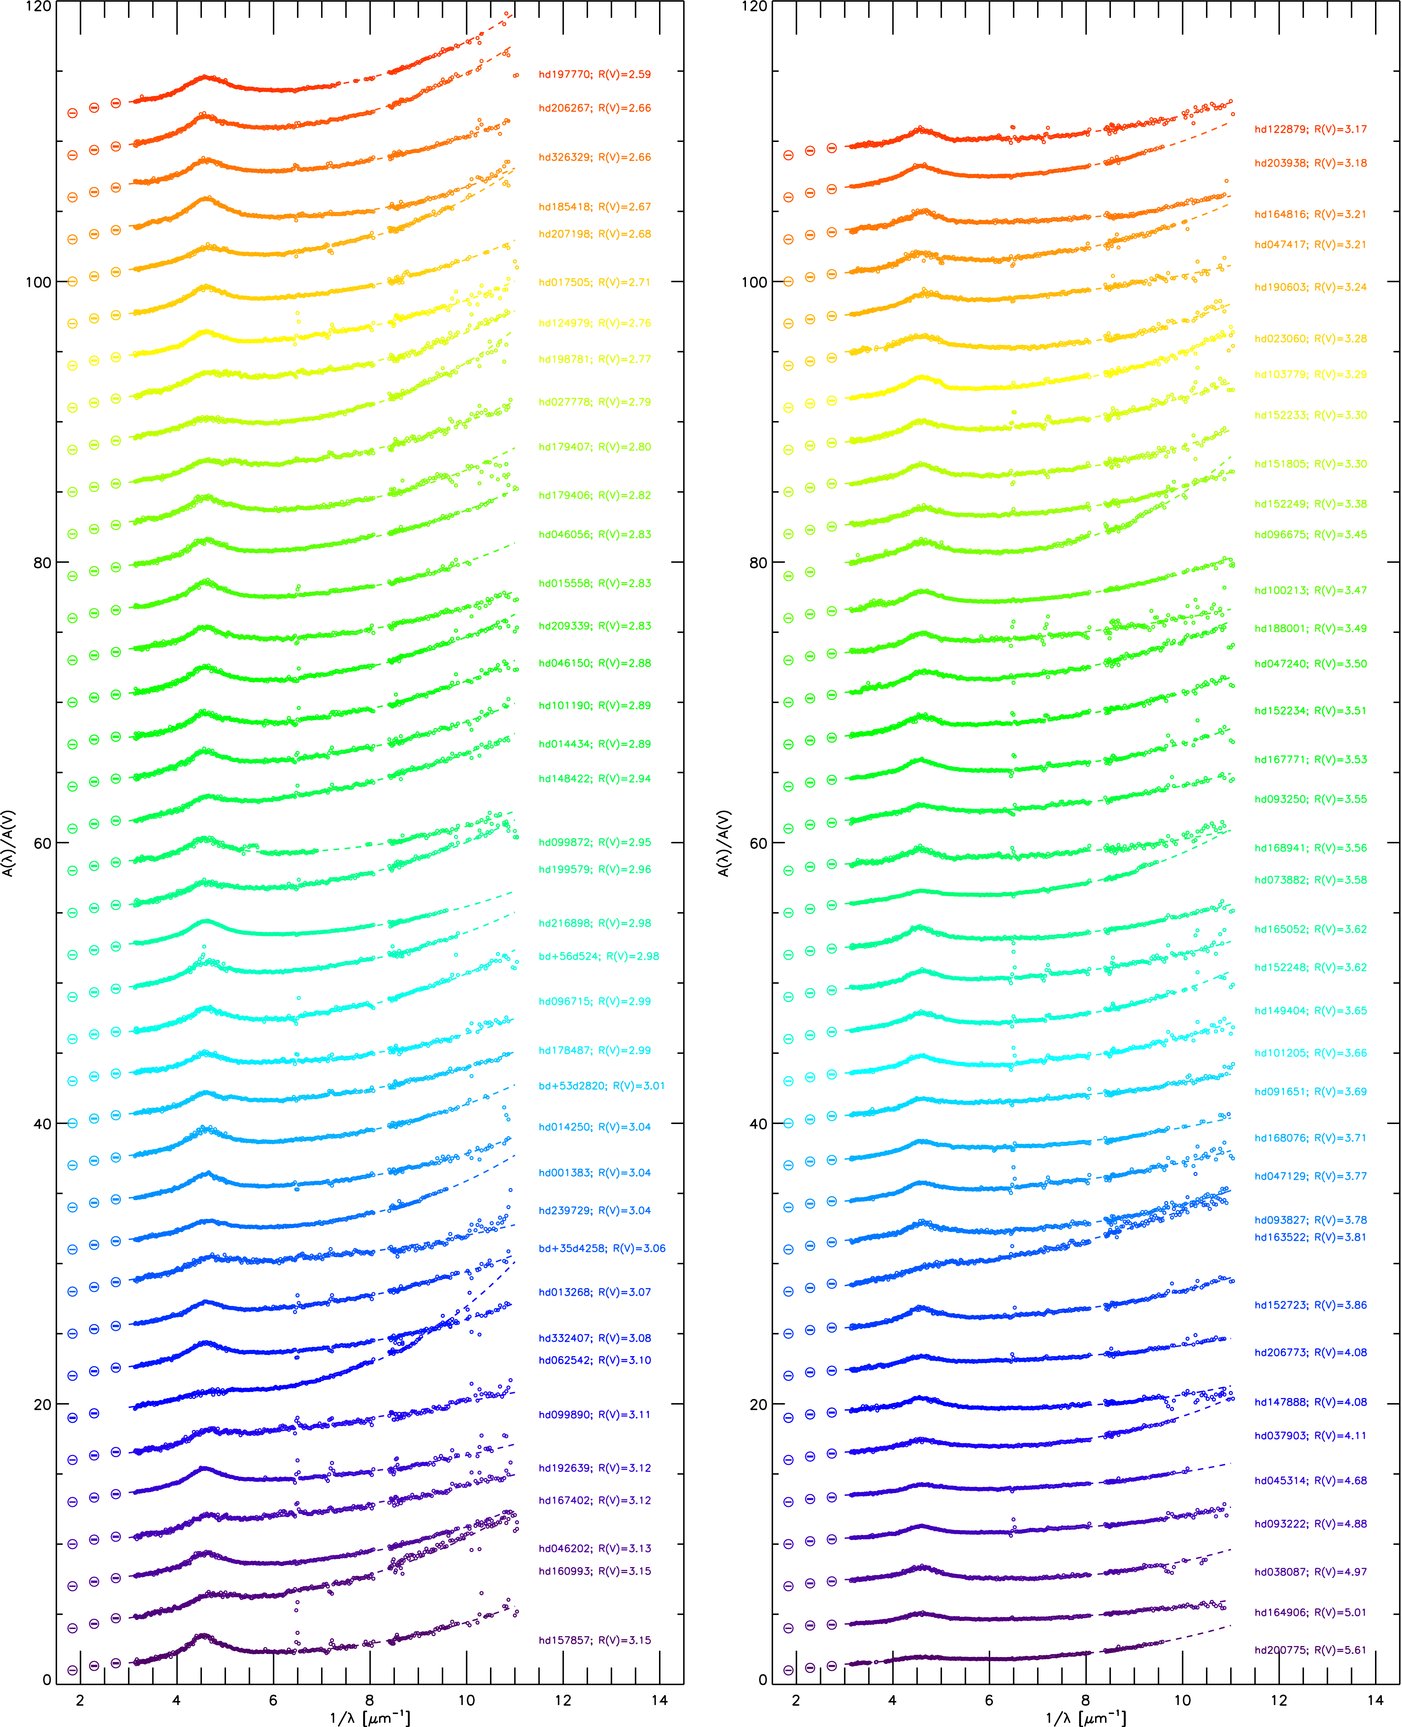 120
100
80
60
40
20
0
A(λ)/A(V)
2 4 6 8 10 12 14
1/λ [μm⁻¹]
hd197770; R(V)=2.59
hd206267; R(V)=2.66
hd326329; R(V)=2.66
hd185418; R(V)=2.67
hd207198; R(V)=2.68
hd017505; R(V)=2.71
hd124979; R(V)=2.76
hd198781; R(V)=2.77
hd027778; R(V)=2.79
hd179407; R(V)=2.80
hd179406; R(V)=2.82
hd046056; R(V)=2.83
hd015558; R(V)=2.83
hd209339; R(V)=2.83
hd046150; R(V)=2.88
hd101190; R(V)=2.89
hd014434; R(V)=2.89
hd148422; R(V)=2.94
hd099872; R(V)=2.95
hd199579; R(V)=2.96
hd216898; R(V)=2.98
bd+56d524; R(V)=2.98
hd096715; R(V)=2.99
hd178487; R(V)=2.99
bd+53d2820; R(V)=3.01
hd014250; R(V)=3.04
hd001383; R(V)=3.04
hd239729; R(V)=3.04
bd+35d4258; R(V)=3.06
hd013268; R(V)=3.07
hd332407; R(V)=3.08
hd062542; R(V)=3.10
hd099890; R(V)=3.11
hd192639; R(V)=3.12
hd167402; R(V)=3.12
hd046202; R(V)=3.13
hd160993; R(V)=3.15
hd157857; R(V)=3.15
120
100
80
60
40
20
0
A(λ)/A(V)
2 4 6 8 10 12 14
1/λ [μm⁻¹]
hd122879; R(V)=3.17
hd203938; R(V)=3.18
hd164816; R(V)=3.21
hd047417; R(V)=3.21
hd190603; R(V)=3.24
hd023060; R(V)=3.28
hd103779; R(V)=3.29
hd152233; R(V)=3.30
hd151805; R(V)=3.30
hd152249; R(V)=3.38
hd096675; R(V)=3.45
hd100213; R(V)=3.47
hd188001; R(V)=3.49
hd047240; R(V)=3.50
hd152234; R(V)=3.51
hd167771; R(V)=3.53
hd093250; R(V)=3.55
hd168941; R(V)=3.56
hd073882; R(V)=3.58
hd165052; R(V)=3.62
hd152248; R(V)=3.62
hd149404; R(V)=3.65
hd101205; R(V)=3.66
hd091651; R(V)=3.69
hd168076; R(V)=3.71
hd047129; R(V)=3.77
hd093827; R(V)=3.78
hd163522; R(V)=3.81
hd152723; R(V)=3.86
hd206773; R(V)=4.08
hd147888; R(V)=4.08
hd037903; R(V)=4.11
hd045314; R(V)=4.68
hd093222; R(V)=4.88
hd038087; R(V)=4.97
hd164906; R(V)=5.01
hd200775; R(V)=5.61